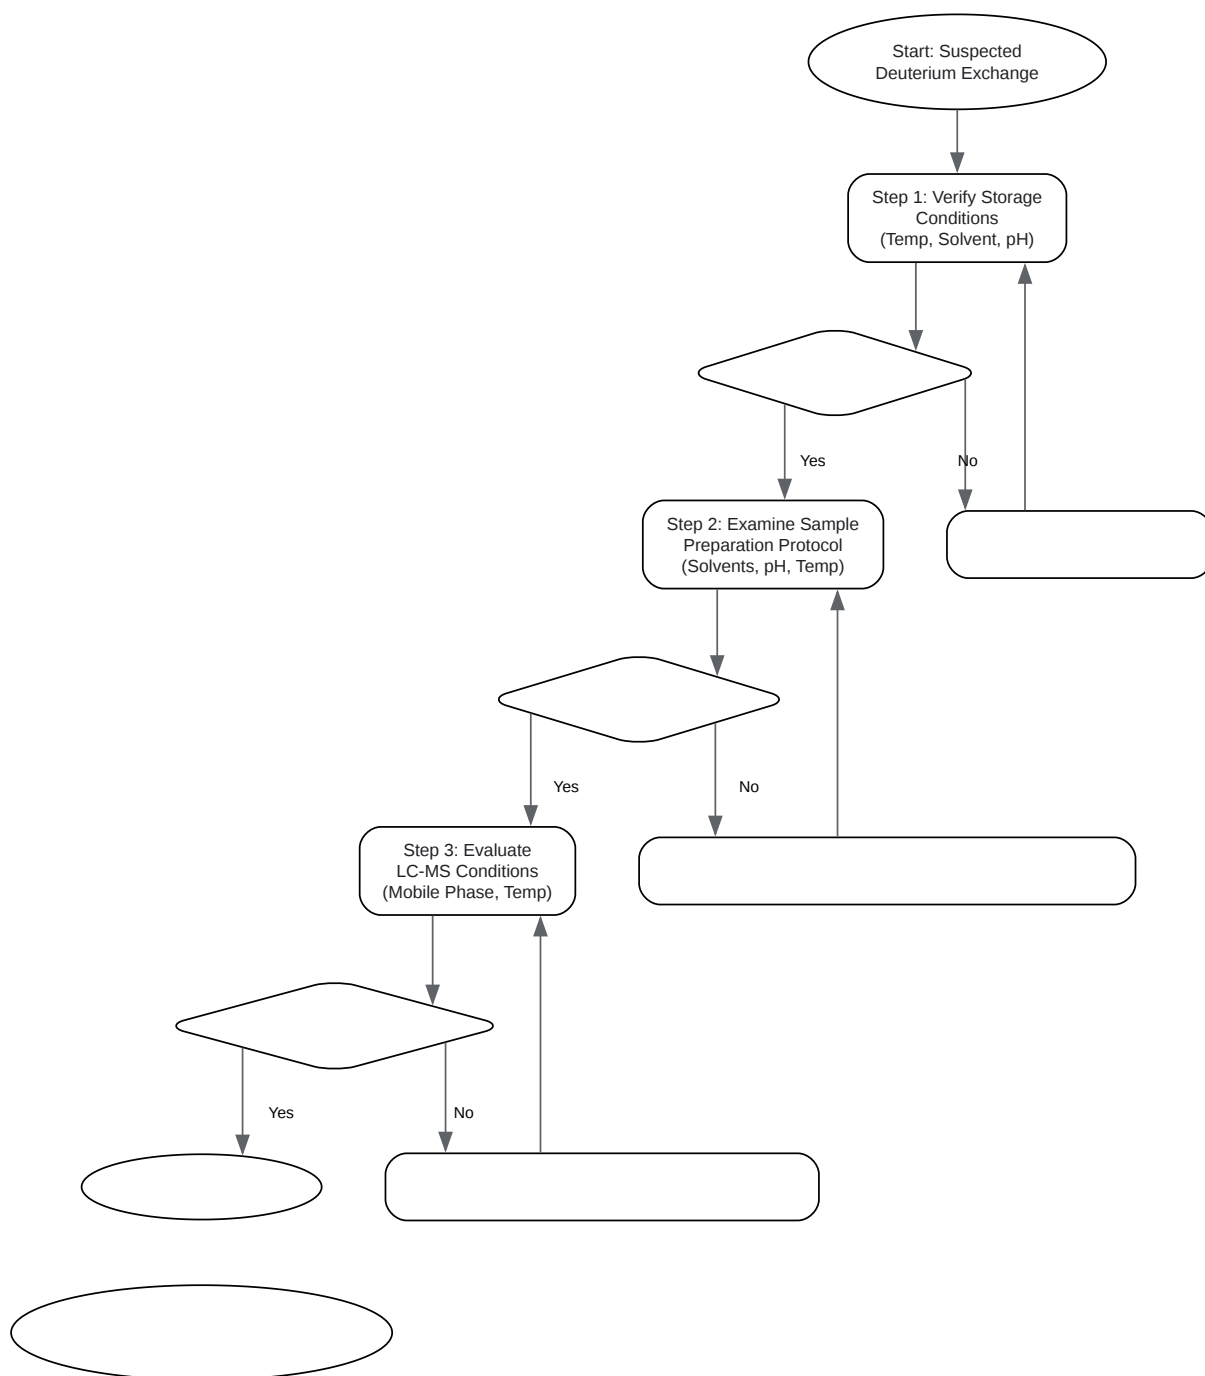 Start: Suspected
Deuterium Exchange
Step 1: Verify Storage
Conditions
(Temp, Solvent, pH)
Yes
No
Step 2: Examine Sample
Preparation Protocol
(Solvents, pH, Temp)
Yes
No
Step 3: Evaluate
LC-MS Conditions
(Mobile Phase, Temp)
Yes
No